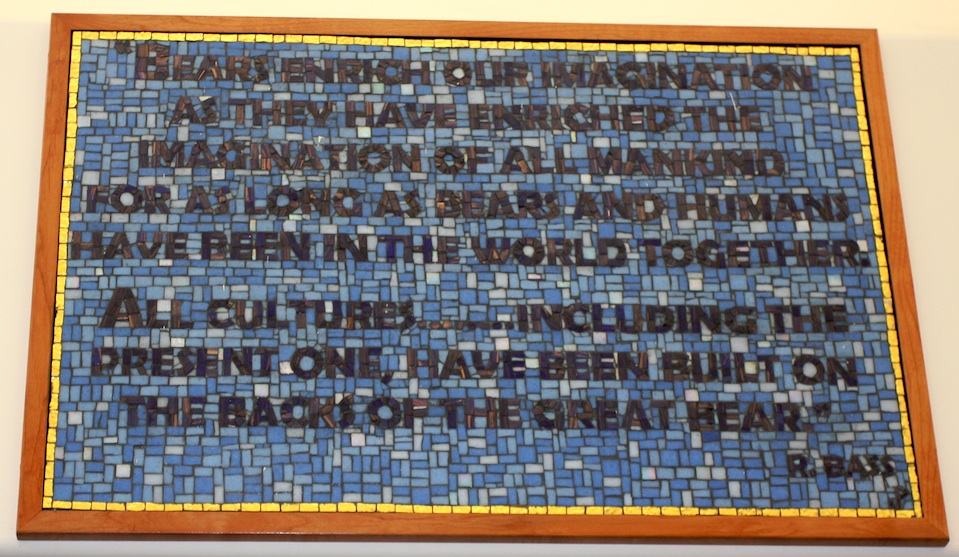 "BEARS ENRICH OUR IMAGINATION
AS THEY HAVE ENRICHED THE
IMAGINATION OF ALL MANKIND
FOR AS LONG AS BEARS AND HUMANS
HAVE BEEN IN THE WORLD TOGETHER.
ALL CULTURES........INCLUDING THE
PRESENT ONE, HAVE BEEN BUILT ON
THE BACKS OF THE GREAT BEAR."
R. BASS